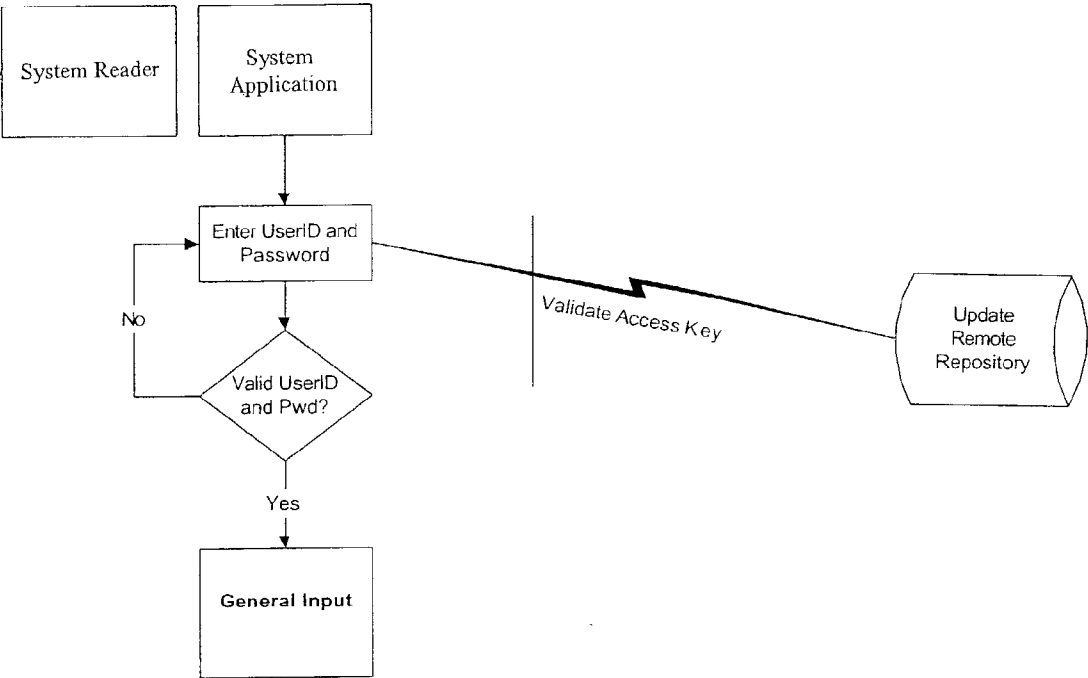 System Reader
System
Application
Enter UserID and
Password
No
Validate Access Key
Update
Remote
Repository
Valid UserID
and Pwd?
Yes
General Input